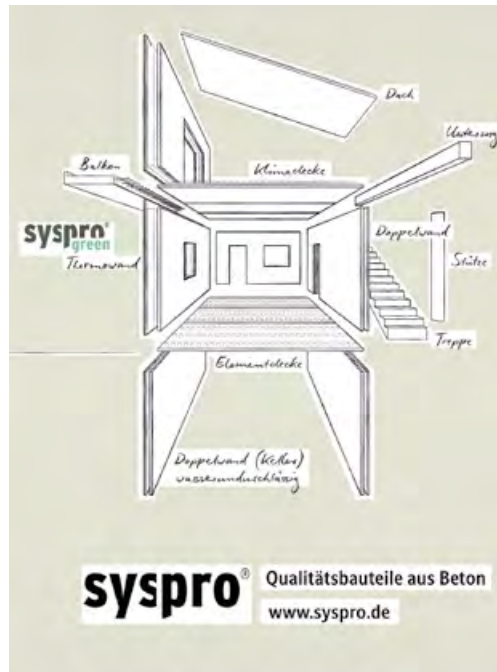 Dach
Unterzug
Balkon
Klimadecke
syspro®
green
Thermowand
Doppelwand
Stütze
Treppe
Elementdecke
Doppelwand (Keller)
wasserundurchlässig
syspro®
Qualitätsbauteile aus Beton
www.syspro.de